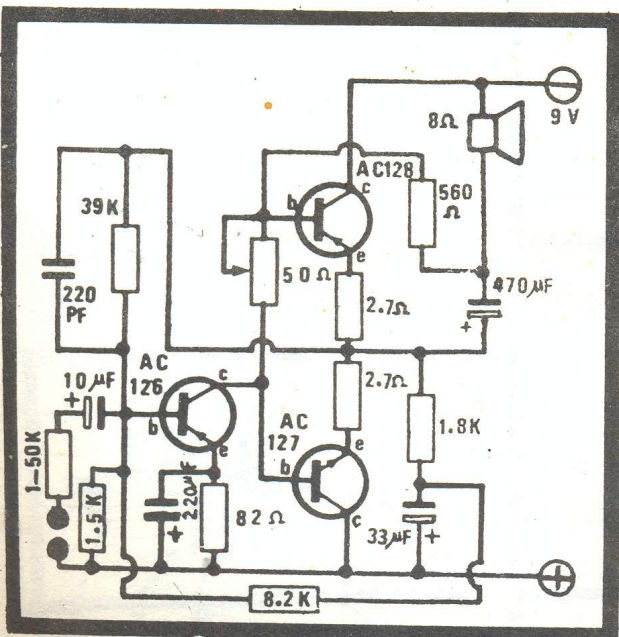 8Ω
9 V
AC128
c
b
560
Ω
39K
50Ω
e
2.7Ω
470µF
+
220
PF
AC
126
c
10µF
+
b
2.7Ω
AC
127
e
1.8K
1-50K
e
b
1.5K
220µF
+
82Ω
c
33µF
+
8.2K